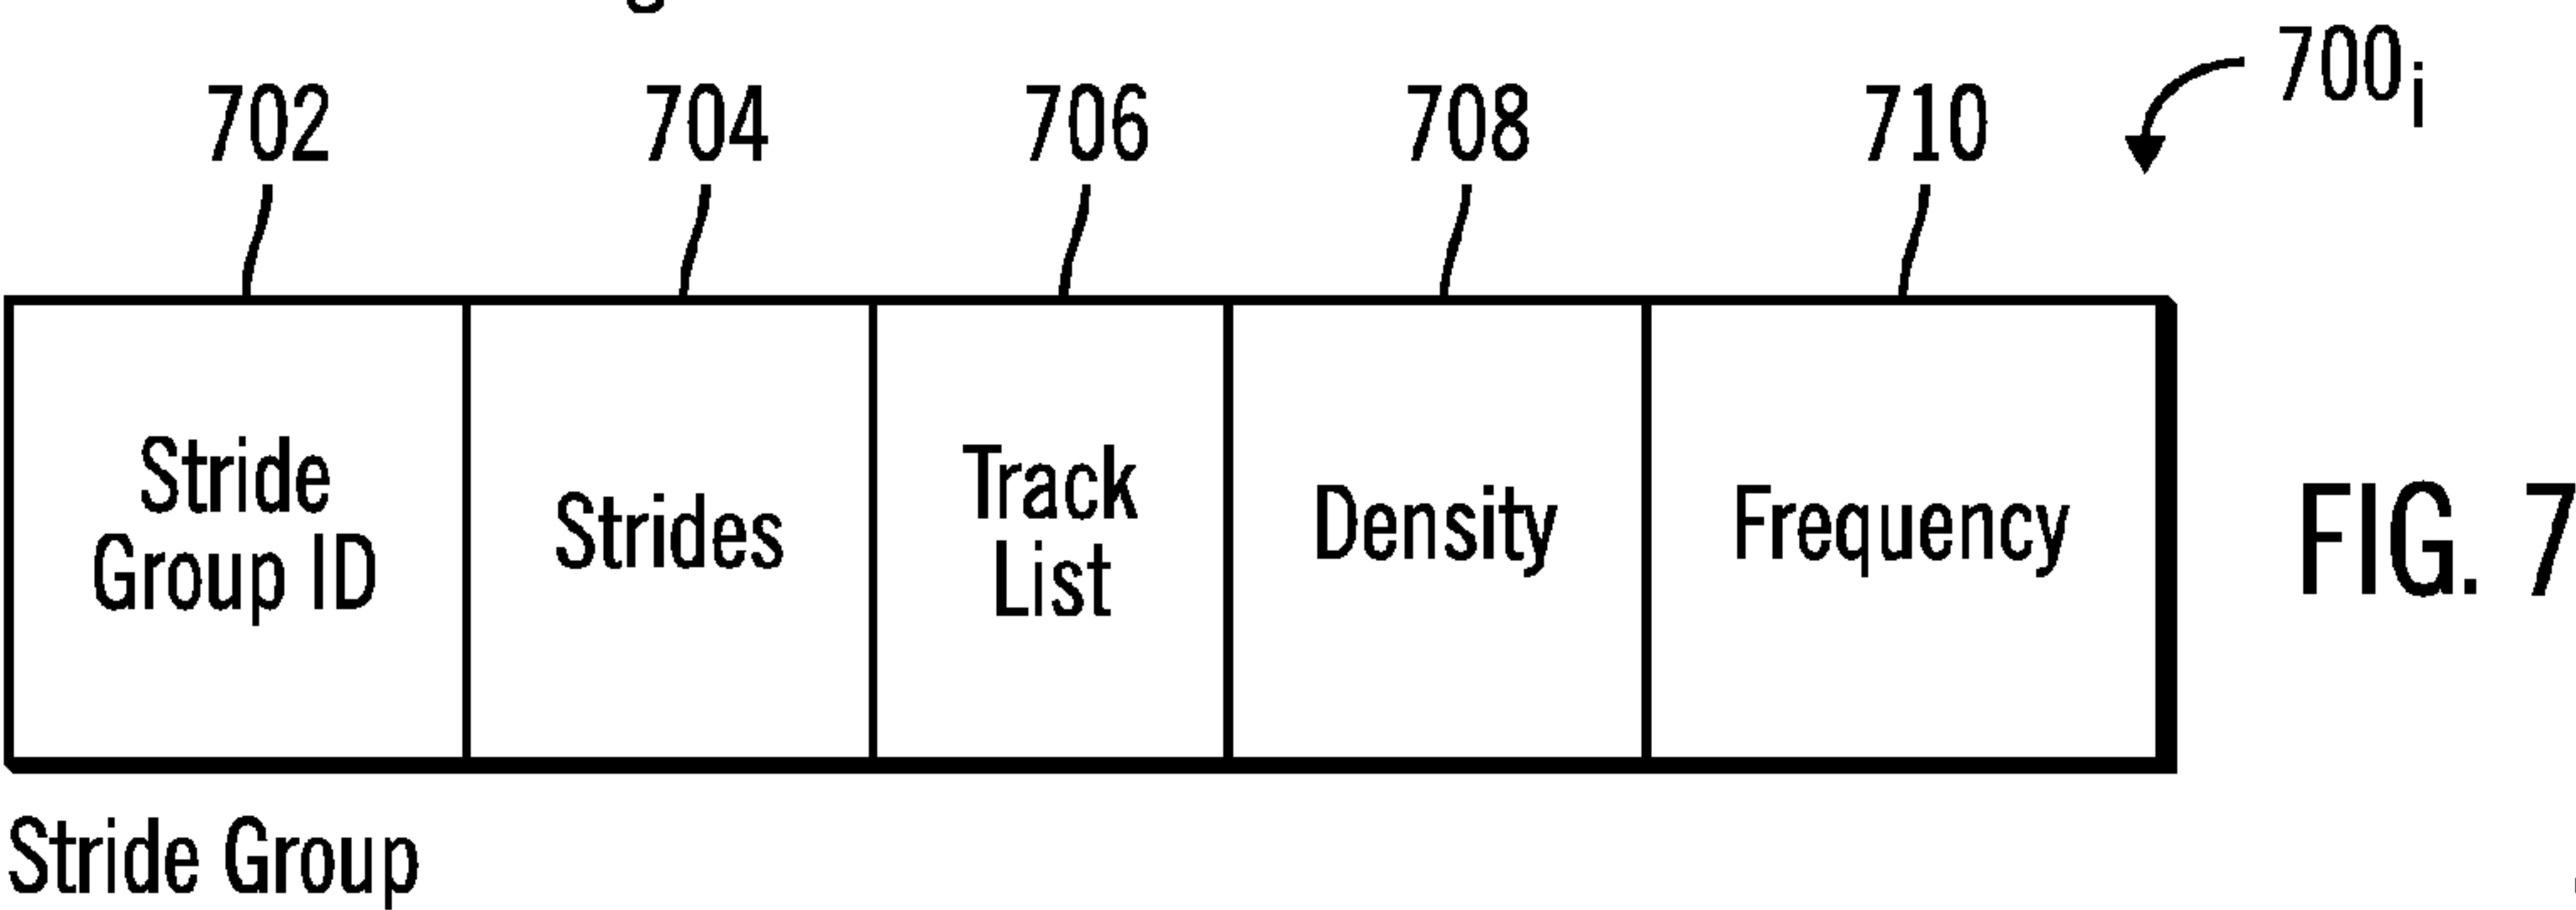 702 704 706 708 710 700i
Stride Group ID Strides Track List Density Frequency
FIG. 7
Stride Group